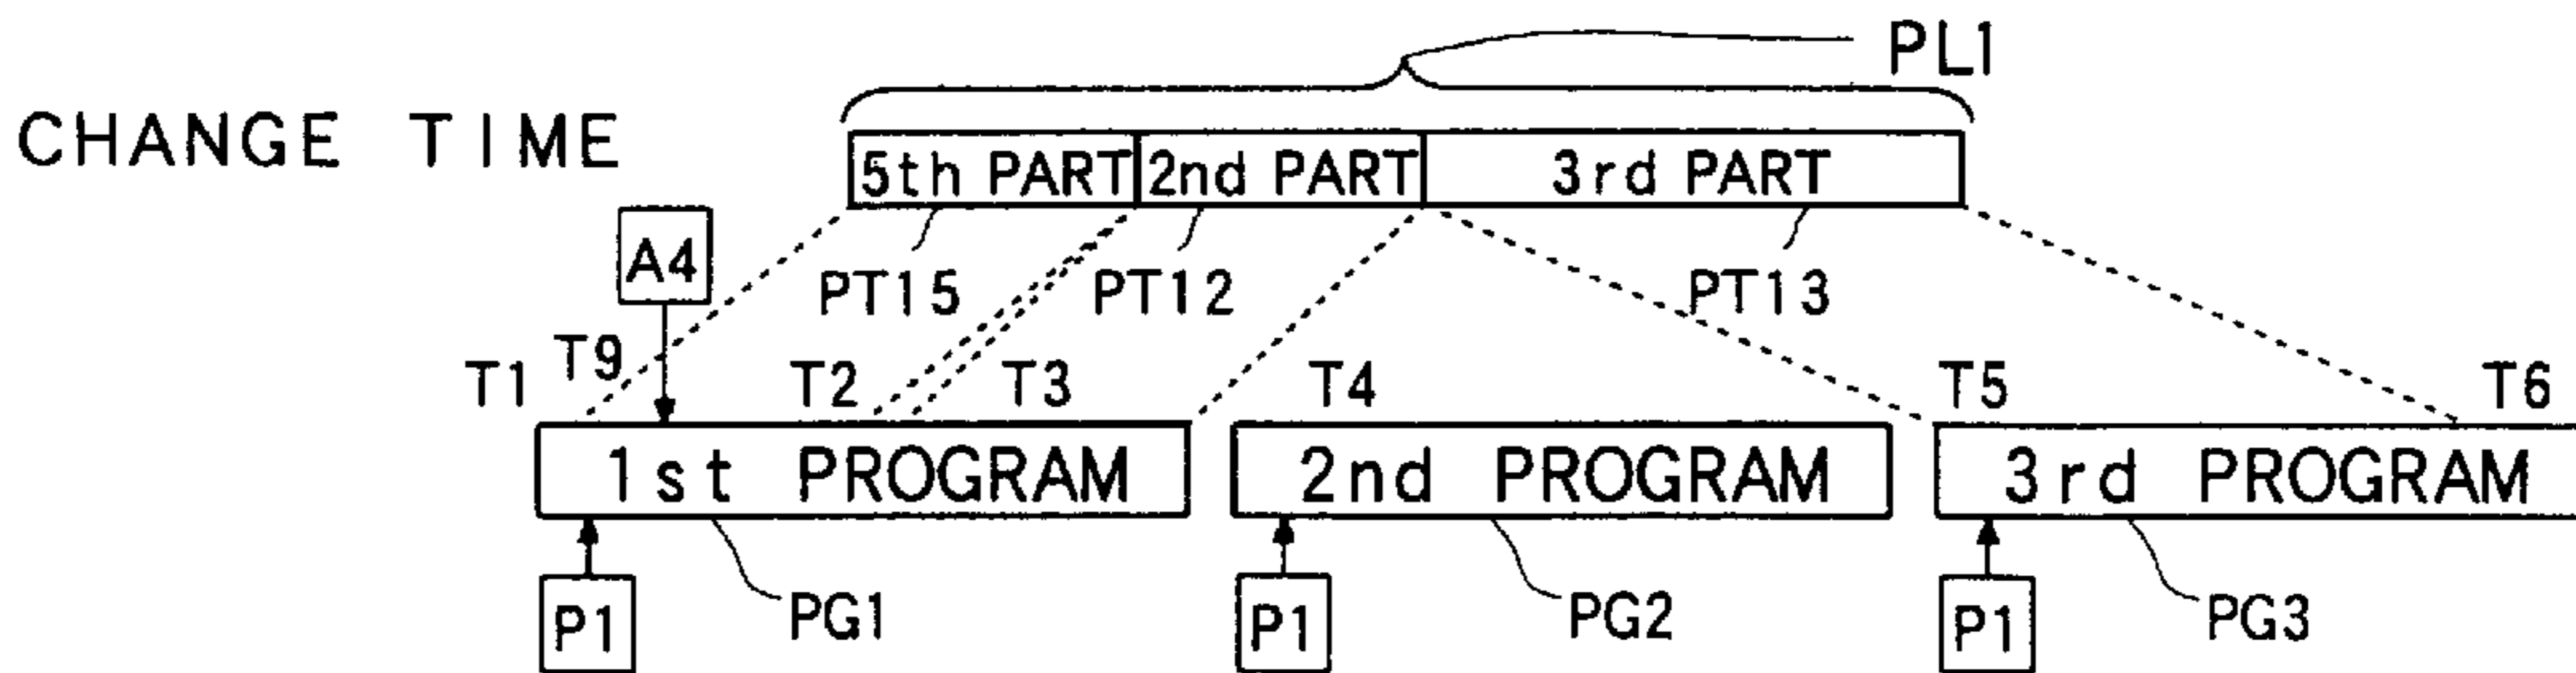 PL1
CHANGE TIME
5th PART 2nd PART 3rd PART
A4
PT15 PT12 PT13
T1 T9 T2 T3 T4 T5 T6
1st PROGRAM 2nd PROGRAM 3rd PROGRAM
P1 PG1 P1 PG2 P1 PG3